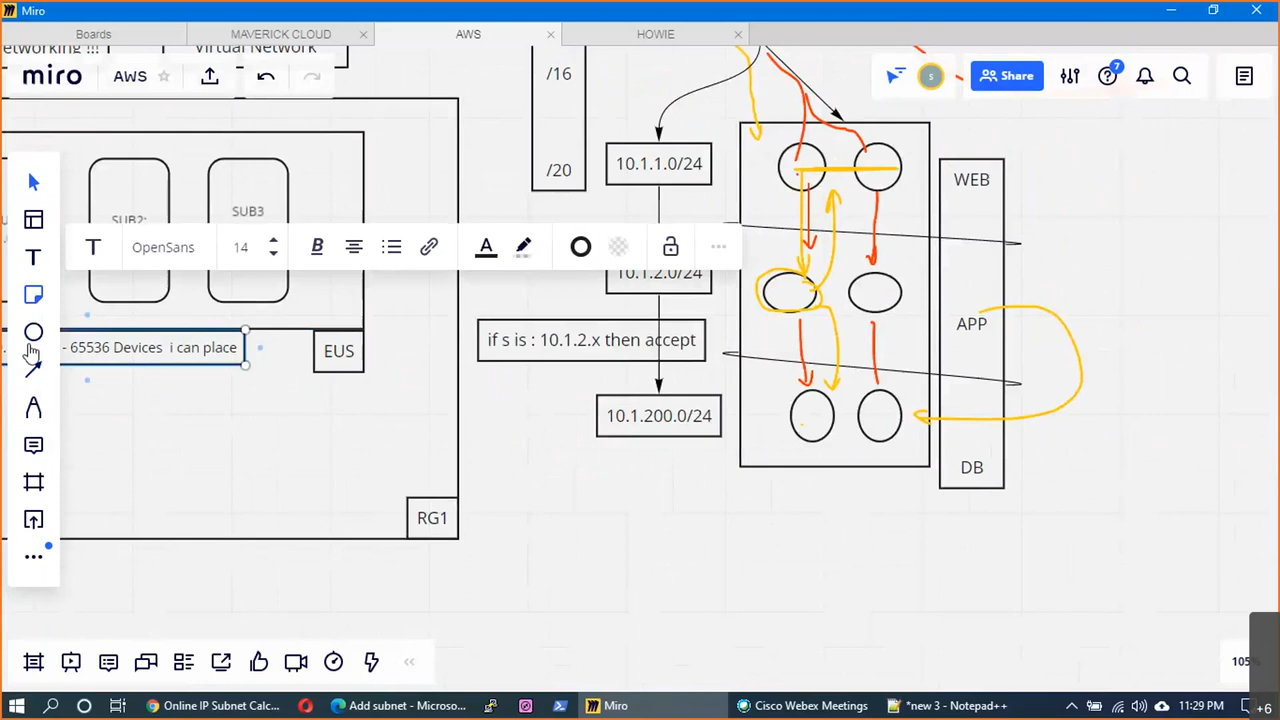 Miro
Boards
MAVERICK CLOUD
AWS
HOWIE
etworking !!!
Virtual Network
miro
AWS
s
Share
7
/16
/20
10.1.1.0/24
WEB
SUB2:
SUB3
OpenSans
14
10.1.2.0/24
if s is : 10.1.2.x then accept
APP
- 65536 Devices i can place
EUS
10.1.200.0/24
DB
RG1
105
Online IP Subnet Calc...
Add subnet - Microso...
Miro
Cisco Webex Meetings
*new 3 - Notepad++
11:29 PM
+6